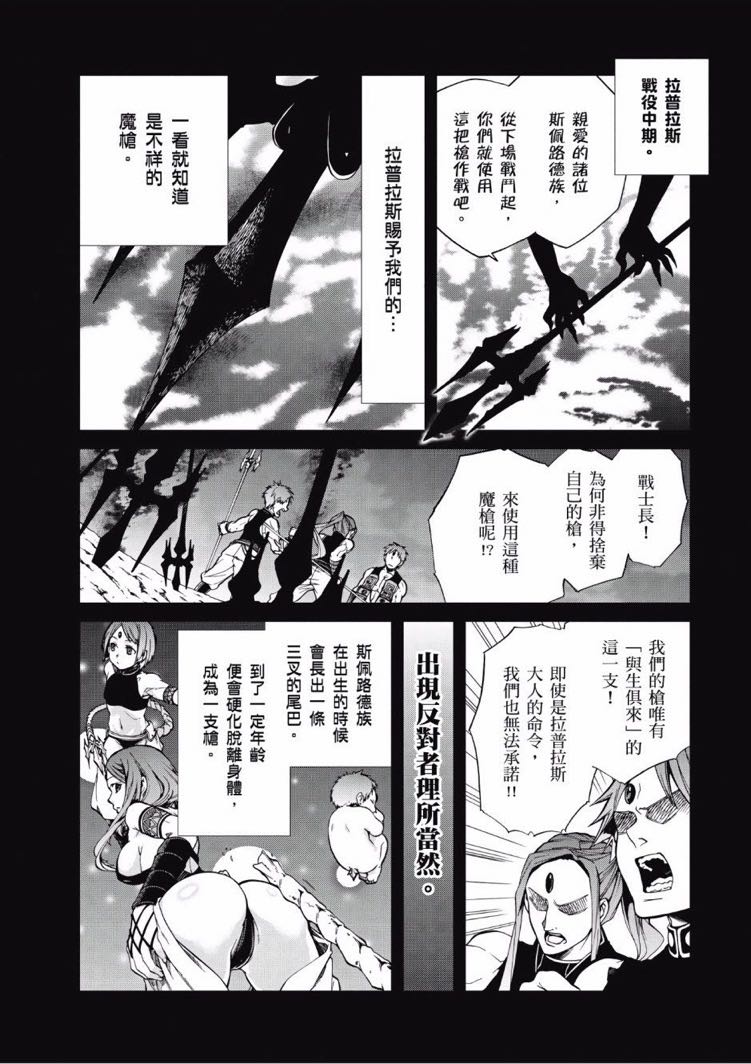 拉普拉斯
戰役中期。
親愛的諸位
斯佩路德族，
從下場戰鬥起，
你們就使用
這把槍作戰吧。
拉普拉斯賜予我們的…
一看就知道
是不祥的
魔槍。
戰士長！
為何非得捨棄
自己的槍，
來使用這種
魔槍呢!?
我們的槍唯有
「與生俱來」的
這一支！
即使是拉普拉斯
大人的命令，
我們也無法承諾!!
出現反對者理所當然。
斯佩路德族
在出生的時候
會長出一條
三叉的尾巴。
到了一定年齡
便會硬化脫離身體，
成為一支槍。